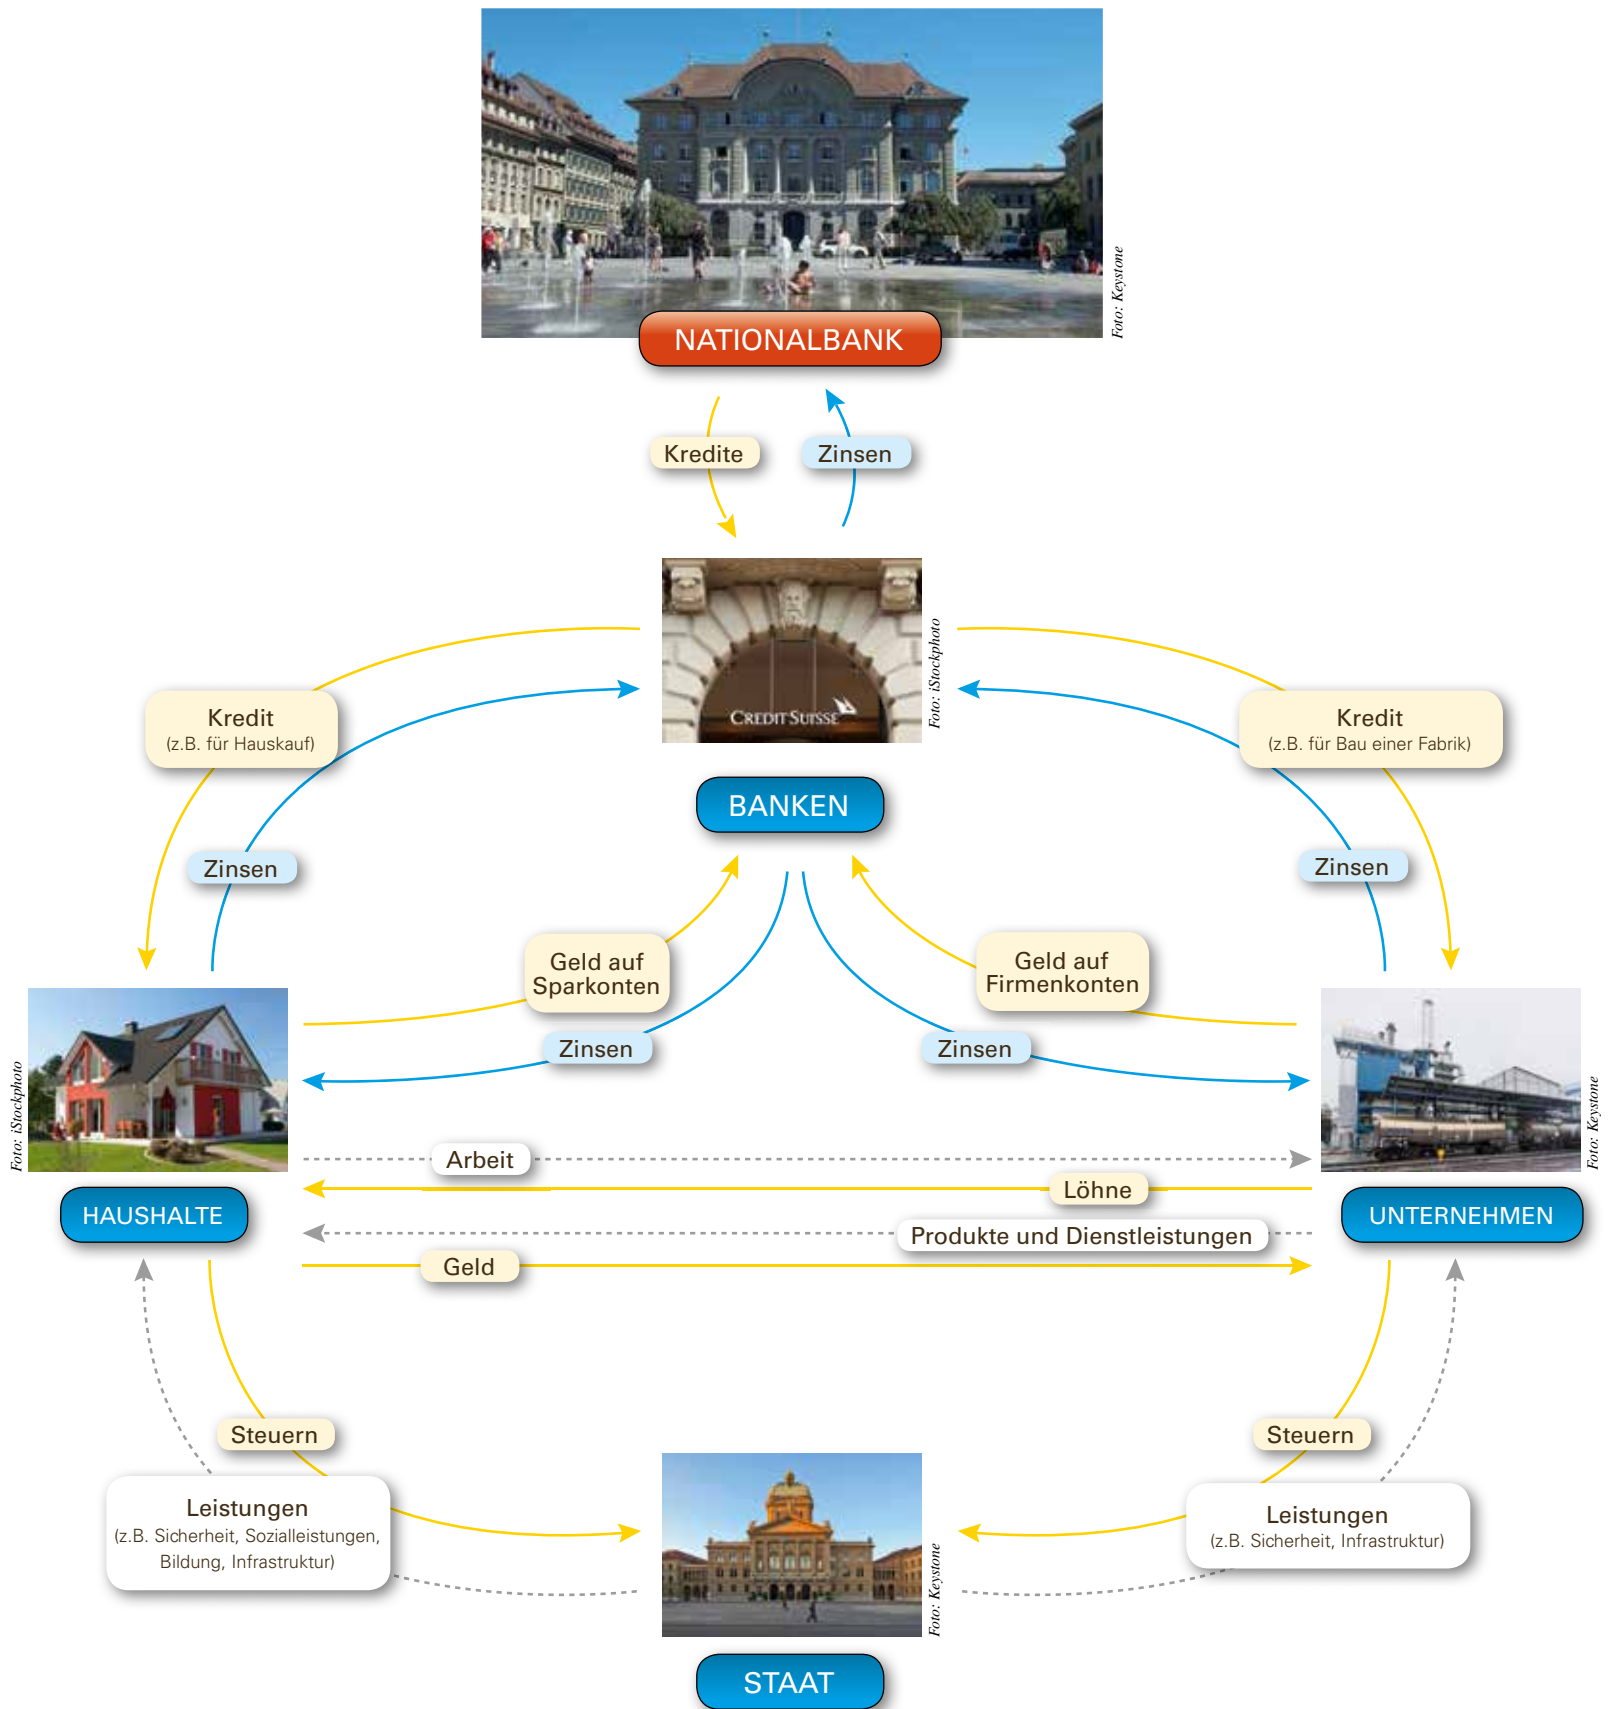 Foto: Keystone
NATIONALBANK
Kredite
Zinsen
CREDIT SUISSE
Foto: iStockphoto
Kredit
(z.B. für Hauskauf)
Kredit
(z.B. für Bau einer Fabrik)
BANKEN
Zinsen
Zinsen
Geld auf
Sparkonten
Geld auf
Firmenkonten
Zinsen
Zinsen
Foto: iStockphoto
Foto: Keystone
Arbeit
Löhne
HAUSHALTE
UNTERNEHMEN
Produkte und Dienstleistungen
Geld
Steuern
Steuern
Leistungen
(z.B. Sicherheit, Sozialleistungen,
Bildung, Infrastruktur)
Leistungen
(z.B. Sicherheit, Infrastruktur)
Foto: Keystone
STAAT